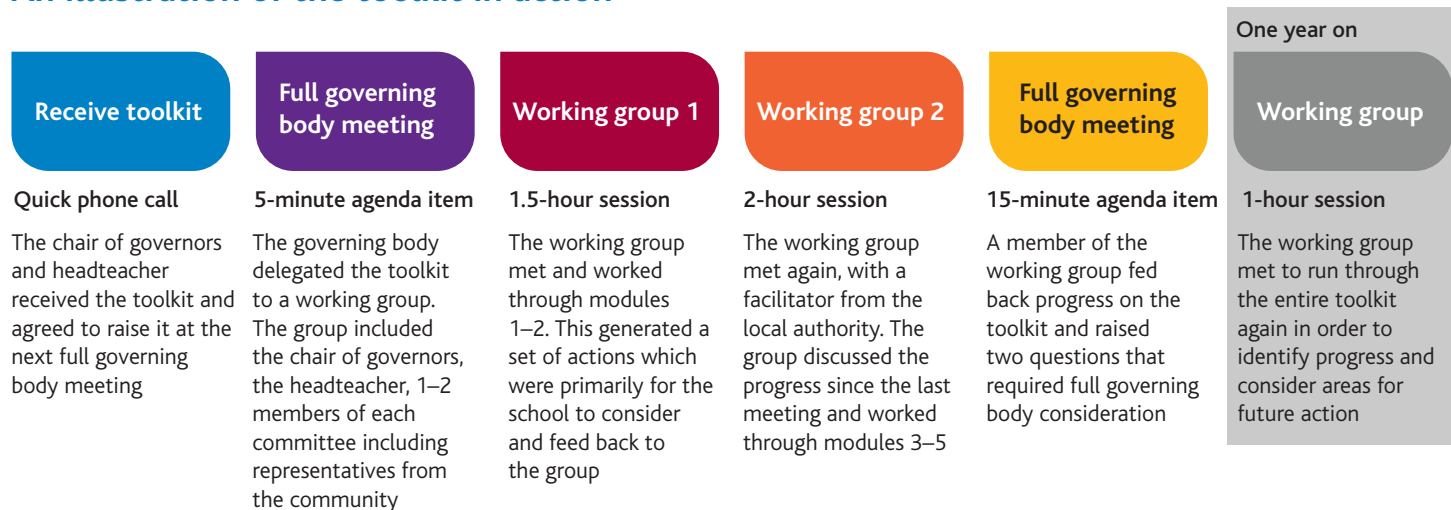 An illustration of the toolkit in action
One year on
Receive toolkit
Quick phone call
The chair of governors
and headteacher
received the toolkit and
agreed to raise it at the
next full governing
body meeting
Full governing
body meeting
5-minute agenda item
The governing body
delegated the toolkit
to a working group.
The group included
the chair of governors,
the headteacher, 1–2
members of each
committee including
representatives from
the community
Working group 1
1.5-hour session
The working group
met and worked
through modules
1–2. This generated a
set of actions which
were primarily for the
school to consider
and feed back to
the group
Working group 2
2-hour session
The working group
met again, with a
facilitator from the
local authority. The
group discussed the
progress since the last
meeting and worked
through modules 3–5
Full governing
body meeting
15-minute agenda item
A member of the
working group fed
back progress on the
toolkit and raised
two questions that
required full governing
body consideration
Working group
1-hour session
The working group
met to run through
the entire toolkit
again in order to
identify progress and
consider areas for
future action